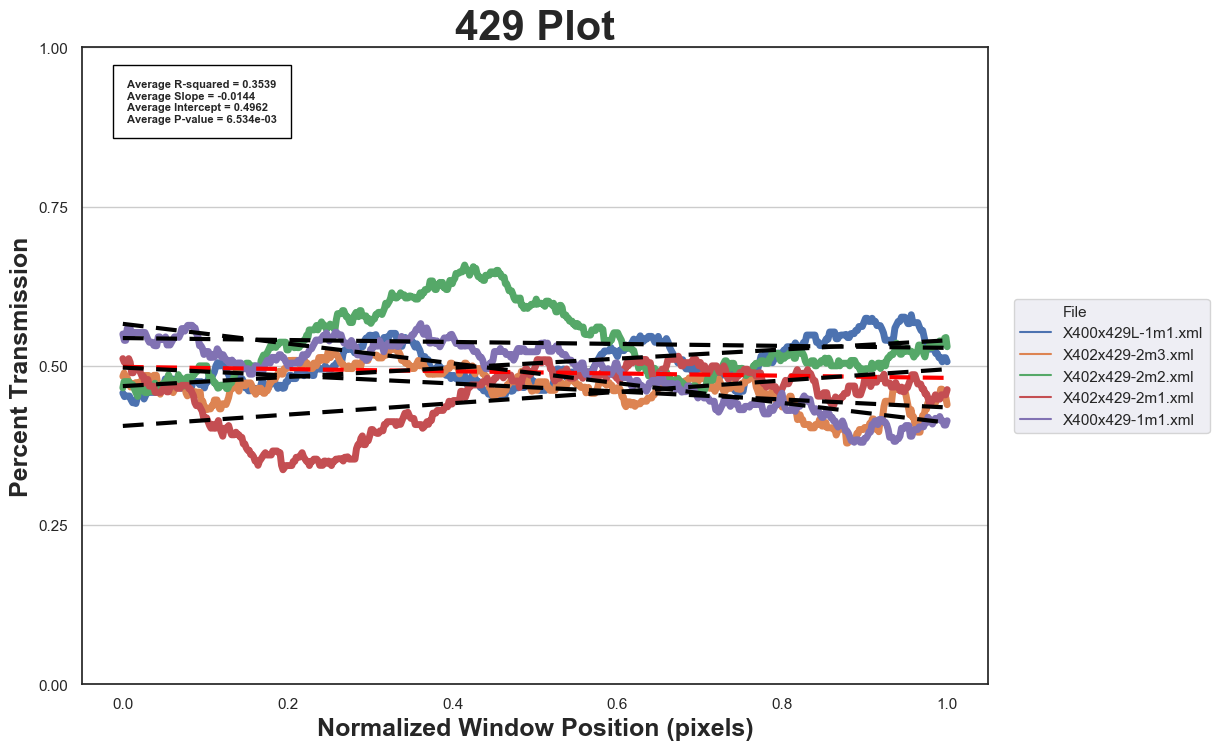 429 Plot
1.00
0.75
0.50
0.25
0.00
Percent Transmission
Average R-squared = 0.3539
Average Slope = -0.0144
Average Intercept = 0.4962
Average P-value = 6.534e-03
0.0 0.2 0.4 0.6 0.8 1.0
Normalized Window Position (pixels)
File
X400x429L-1m1.xml
X402x429-2m3.xml
X402x429-2m2.xml
X402x429-2m1.xml
X400x429-1m1.xml